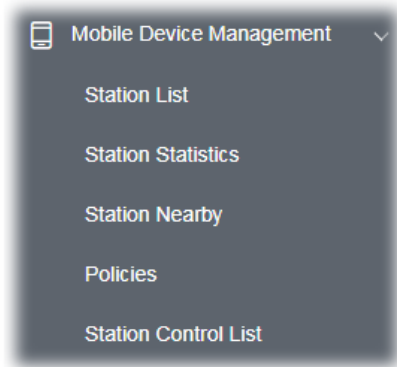 Mobile Device Management
Station List
Station Statistics
Station Nearby
Policies
Station Control List